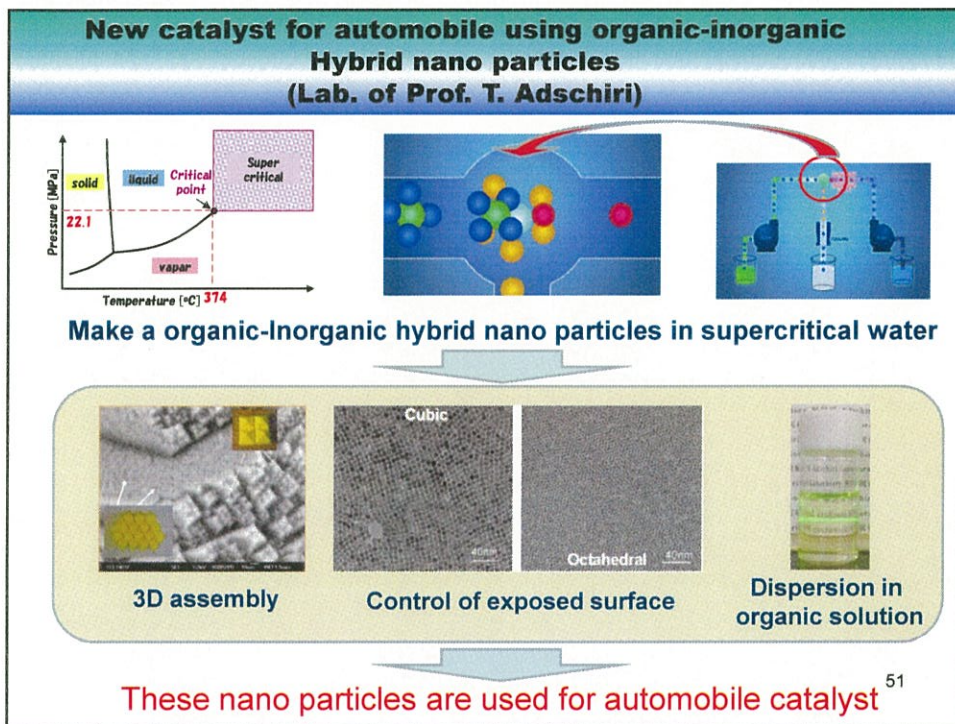 New catalyst for automobile using organic-inorganic
Hybrid nano particles
(Lab. of Prof. T. Adschiri)
Pressure [MPa]
solid
liquid
Critical
point
Super
critical
22.1
vapar
Temperature [°C] 374
Make a organic-Inorganic hybrid nano particles in supercritical water
Cubic
40nm
Octahedral
40nm
3D assembly
Control of exposed surface
Dispersion in
organic solution
These nano particles are used for automobile catalyst
51